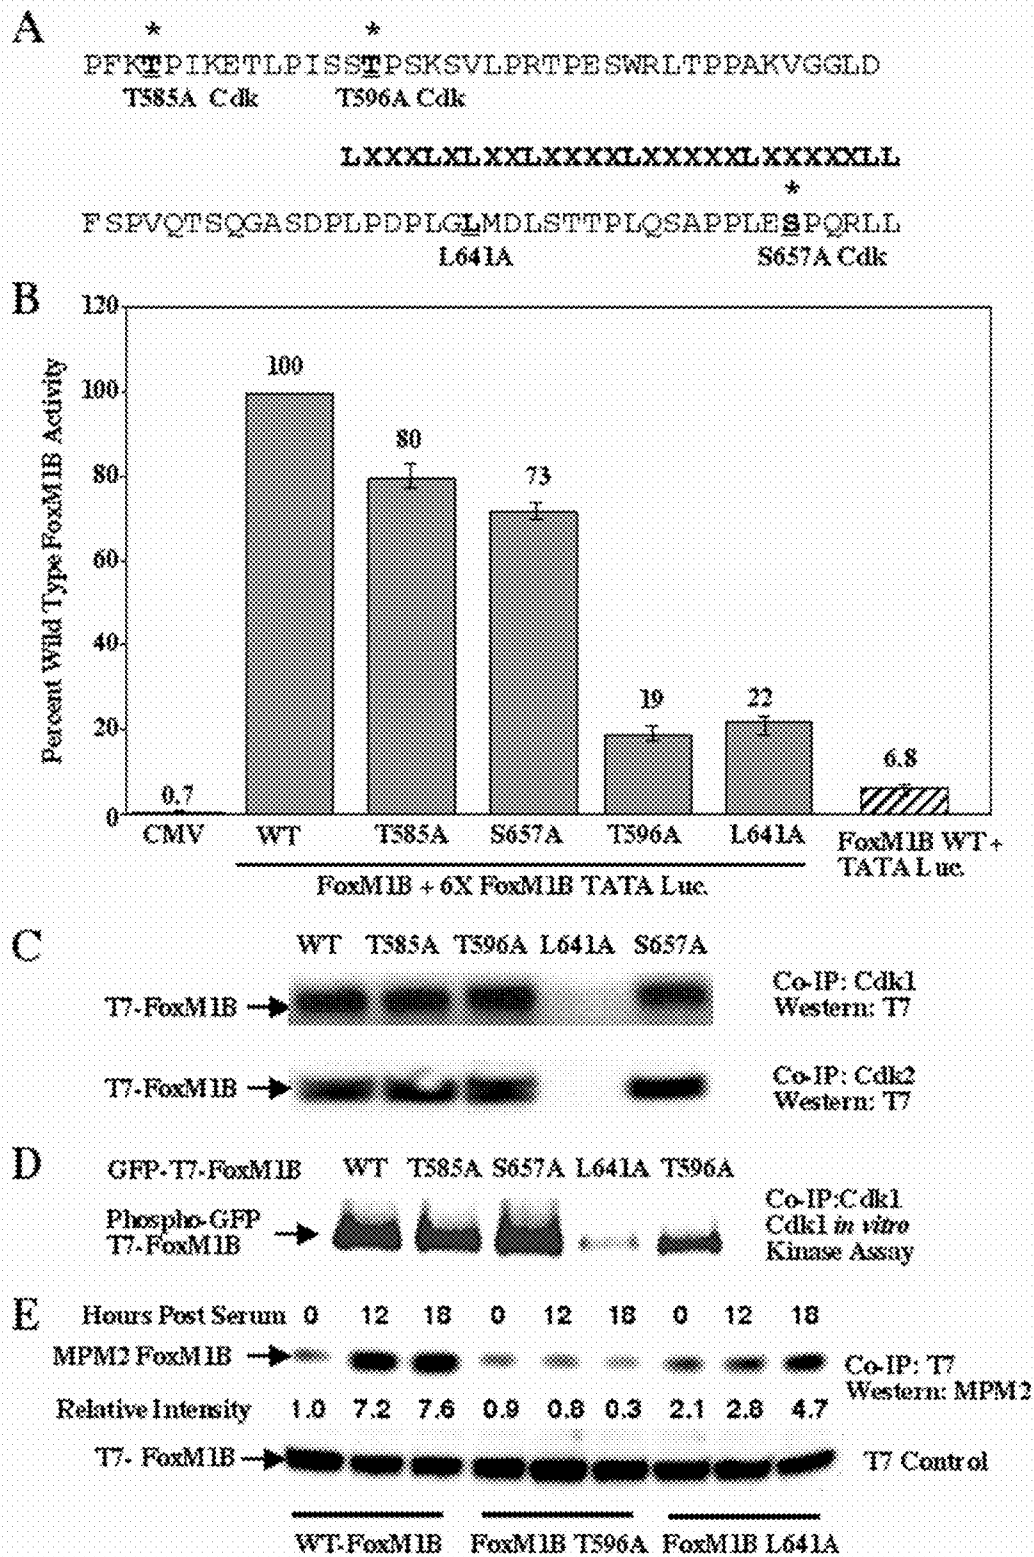 A
* *
PFKTPIKETLPISSTPSKSVLPRTPESWRLTPPAKVGGLD
T585A Cdk T596A Cdk
LXXXLXLXXLXXXXLXXXXXLXXXXXLL
*
FSPVQTSQGASDPLPDPLGLMDLSTTPLQSAPPLESPQRLL
L641A S657A Cdk
B
Percent Wild Type FoxM1B Activity
120
100
80
60
40
20
0
0.7
100
80
73
19
22
6.8
CMV WT T585A S657A T596A L641A FoxM1B WT +
TATA Luc.
FoxM1B + 6X FoxM1B TATA Luc.
C
WT T585A T596A L641A S657A
T7-FoxM1B
Co-IP: Cdk1
Western: T7
T7-FoxM1B
Co-IP: Cdk2
Western: T7
D
GFP-T7-FoxM1B WT T585A S657A L641A T596A
Phospho-GFP
T7-FoxM1B
Co-IP:Cdk1
Cdk1 in vitro
Kinase Assay
E
Hours Post Serum 0 12 18 0 12 18 0 12 18
MPM2 FoxM1B
Co-IP: T7
Western: MPM2
Relative Intensity 1.0 7.2 7.6 0.9 0.8 0.3 2.1 2.8 4.7
T7- FoxM1B
T7 Control
WT-FoxM1B FoxM1B T596A FoxM1B L641A